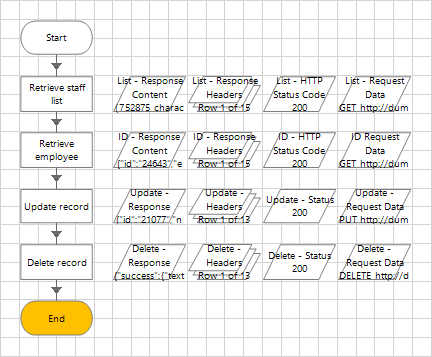 Start
Retrieve staff
list
List - Response
Content
{752875 charac
List - Response
Headers
Row 1 of 15
List - HTTP
Status Code
200
List - Request
Data
GET http://dum
Retrieve
employee
ID - Response
Content
{"id":"24643","e
ID - Response
Headers
Row 1 of 15
ID - HTTP
Status Code
200
ID Request
Data
GET http://dum
Update record
Update -
Response
{"id":"21077","n
Update -
Headers
Row 1 of 13
Update - Status
200
Update -
Request Data
PUT http://dum
Delete record
Delete -
Response
{"success":{"text
Delete -
Headers
Row 1 of 13
Delete - Status
200
Delete -
Request Data
DELETE http://d
End